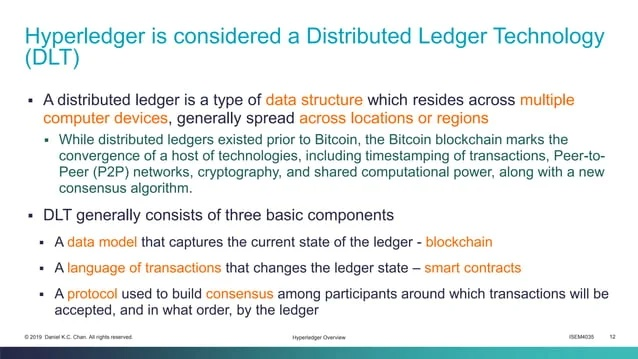 Hyperledger is considered a Distributed Ledger Technology
(DLT)
▪ A distributed ledger is a type of data structure which resides across multiple
computer devices, generally spread across locations or regions
▪ While distributed ledgers existed prior to Bitcoin, the Bitcoin blockchain marks the
convergence of a host of technologies, including timestamping of transactions, Peer-to-
Peer (P2P) networks, cryptography, and shared computational power, along with a new
consensus algorithm.
▪ DLT generally consists of three basic components
▪ A data model that captures the current state of the ledger - blockchain
▪ A language of transactions that changes the ledger state – smart contracts
▪ A protocol used to build consensus among participants around which transactions will be
accepted, and in what order, by the ledger
© 2019 Daniel K.C. Chan. All rights reserved.
Hyperledger Overview
ISEM4035
12